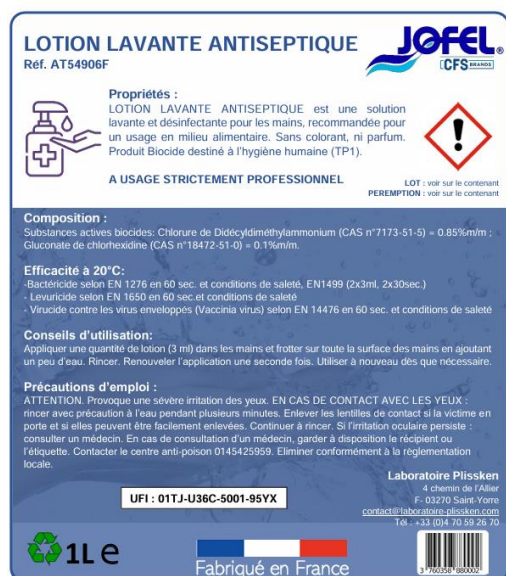 LOTION LAVANTE ANTISEPTIQUE
Réf. AT54906F
JOFEL®
CFS BRANDS
Propriétés :
LOTION LAVANTE ANTISEPTIQUE est une solution
lavante et désinfectante pour les mains, recommandée pour
un usage en milieu alimentaire. Sans colorant, ni parfum.
Produit Biocide destiné à l'hygiène humaine (TP1).
A USAGE STRICTEMENT PROFESSIONNEL
LOT : voir sur le contenant
PEREMPTION : voir sur le contenant
Composition :
Substances actives biocides: Chlorure de Didécyldiméthylammonium (CAS n°7173-51-5) = 0.85%m/m ;
Gluconate de chlorhexidine (CAS n°18472-51-0) = 0.1%m/m.
Efficacité à 20°C:
-Bactéricide selon EN 1276 en 60 sec. et conditions de saleté, EN1499 (2x3ml, 2x30sec.)
- Levuricide selon EN 1650 en 60 sec.et conditions de saleté
- Virucide contre les virus enveloppés (Vaccinia virus) selon EN 14476 en 60 sec. et conditions de saleté
Conseils d'utilisation:
Appliquer une quantité de lotion (3 ml) dans les mains et frotter sur toute la surface des mains en ajoutant
un peu d'eau. Rincer. Renouveler l'application une seconde fois. Utiliser à nouveau dès que nécessaire.
Précautions d'emploi :
ATTENTION. Provoque une sévère irritation des yeux. EN CAS DE CONTACT AVEC LES YEUX :
rincer avec précaution à l'eau pendant plusieurs minutes. Enlever les lentilles de contact si la victime en
porte et si elles peuvent être facilement enlevées. Continuer à rincer. Si l'irritation oculaire persiste :
consulter un médecin. En cas de consultation d'un médecin, garder à disposition le récipient ou
l'étiquette. Contacter le centre anti-poison 0145425959. Eliminer conformément à la règlementation
locale.
Laboratoire Plissken
4 chemin de l'Allier
F- 03270 Saint-Yorre
contact@laboratoire-plissken.com
Tél : +33 (0)4 70 59 26 70
UFI : 01TJ-U36C-5001-95YX
1L e
Fabriqué en France
3 760358 880002